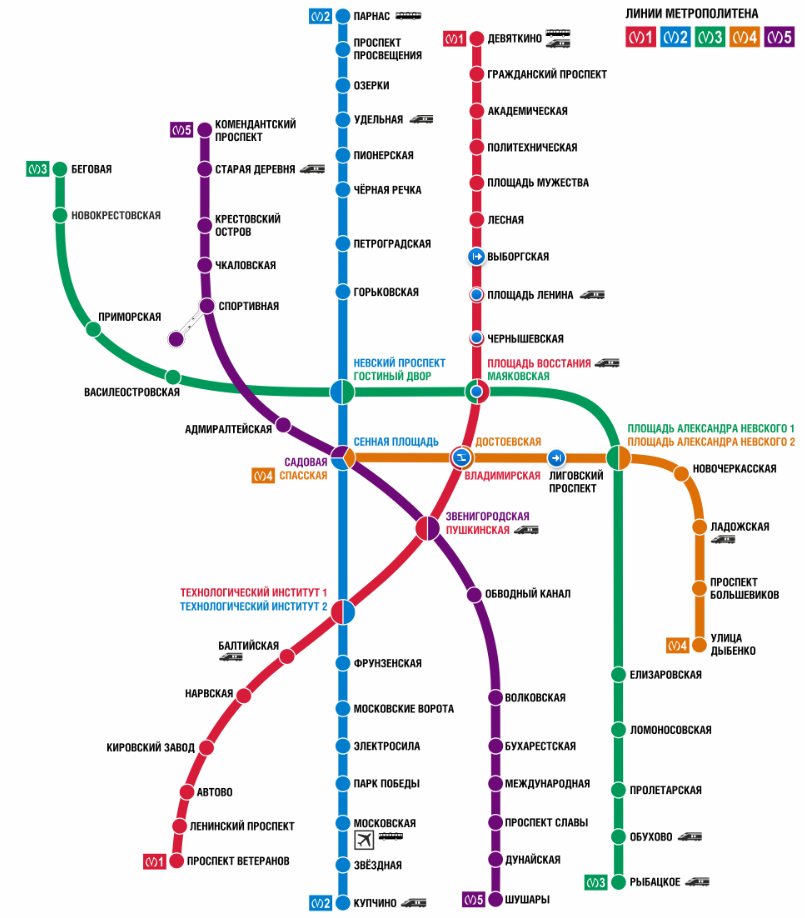 ЛИНИИ МЕТРОПОЛИТЕНА
1 2 3 4 5
2 ПАРНАС
ПРОСПЕКТ
ПРОСВЕЩЕНИЯ
ОЗЕРКИ
УДЕЛЬНАЯ
ПИОНЕРСКАЯ
ЧЁРНАЯ РЕЧКА
ПЕТРОГРАДСКАЯ
ГОРЬКОВСКАЯ
1 ДЕВЯТКИНО
ГРАЖДАНСКИЙ ПРОСПЕКТ
АКАДЕМИЧЕСКАЯ
ПОЛИТЕХНИЧЕСКАЯ
ПЛОЩАДЬ МУЖЕСТВА
ЛЕСНАЯ
ВЫБОРГСКАЯ
ПЛОЩАДЬ ЛЕНИНА
ЧЕРНЫШЕВСКАЯ
5 КОМЕНДАНТСКИЙ
ПРОСПЕКТ
СТАРАЯ ДЕРЕВНЯ
КРЕСТОВСКИЙ
ОСТРОВ
ЧКАЛОВСКАЯ
СПОРТИВНАЯ
3 БЕГОВАЯ
НОВОКРЕСТОВСКАЯ
ПРИМОРСКАЯ
ВАСИЛЕОСТРОВСКАЯ
АДМИРАЛТЕЙСКАЯ
НЕВСКИЙ ПРОСПЕКТ
ГОСТИНЫЙ ДВОР
ПЛОЩАДЬ ВОССТАНИЯ
МАЯКОВСКАЯ
СЕННАЯ ПЛОЩАДЬ
САДОВАЯ
4 СПАССКАЯ
ДОСТОЕВСКАЯ
ВЛАДИМИРСКАЯ
ЛИГОВСКИЙ
ПРОСПЕКТ
ПЛОЩАДЬ АЛЕКСАНДРА НЕВСКОГО 1
ПЛОЩАДЬ АЛЕКСАНДРА НЕВСКОГО 2
НОВОЧЕРКАССКАЯ
ЛАДОЖСКАЯ
ПРОСПЕКТ
БОЛЬШЕВИКОВ
4 УЛИЦА
ДЫБЕНКО
ЗВЕНИГОРОДСКАЯ
ПУШКИНСКАЯ
ОБВОДНЫЙ КАНАЛ
ТЕХНОЛОГИЧЕСКИЙ ИНСТИТУТ 1
ТЕХНОЛОГИЧЕСКИЙ ИНСТИТУТ 2
БАЛТИЙСКАЯ
НАРВСКАЯ
КИРОВСКИЙ ЗАВОД
АВТОВО
ЛЕНИНСКИЙ ПРОСПЕКТ
1 ПРОСПЕКТ ВЕТЕРАНОВ
ФРУНЗЕНСКАЯ
МОСКОВСКИЕ ВОРОТА
ЭЛЕКТРОСИЛА
ПАРК ПОБЕДЫ
МОСКОВСКАЯ
ЗВЁЗДНАЯ
2 КУПЧИНО
ВОЛКОВСКАЯ
БУХАРЕСТСКАЯ
МЕЖДУНАРОДНАЯ
ПРОСПЕКТ СЛАВЫ
ДУНАЙСКАЯ
5 ШУШАРЫ
ЕЛИЗАРОВСКАЯ
ЛОМОНОСОВСКАЯ
ПРОЛЕТАРСКАЯ
ОБУХОВО
3 РЫБАЦКОЕ